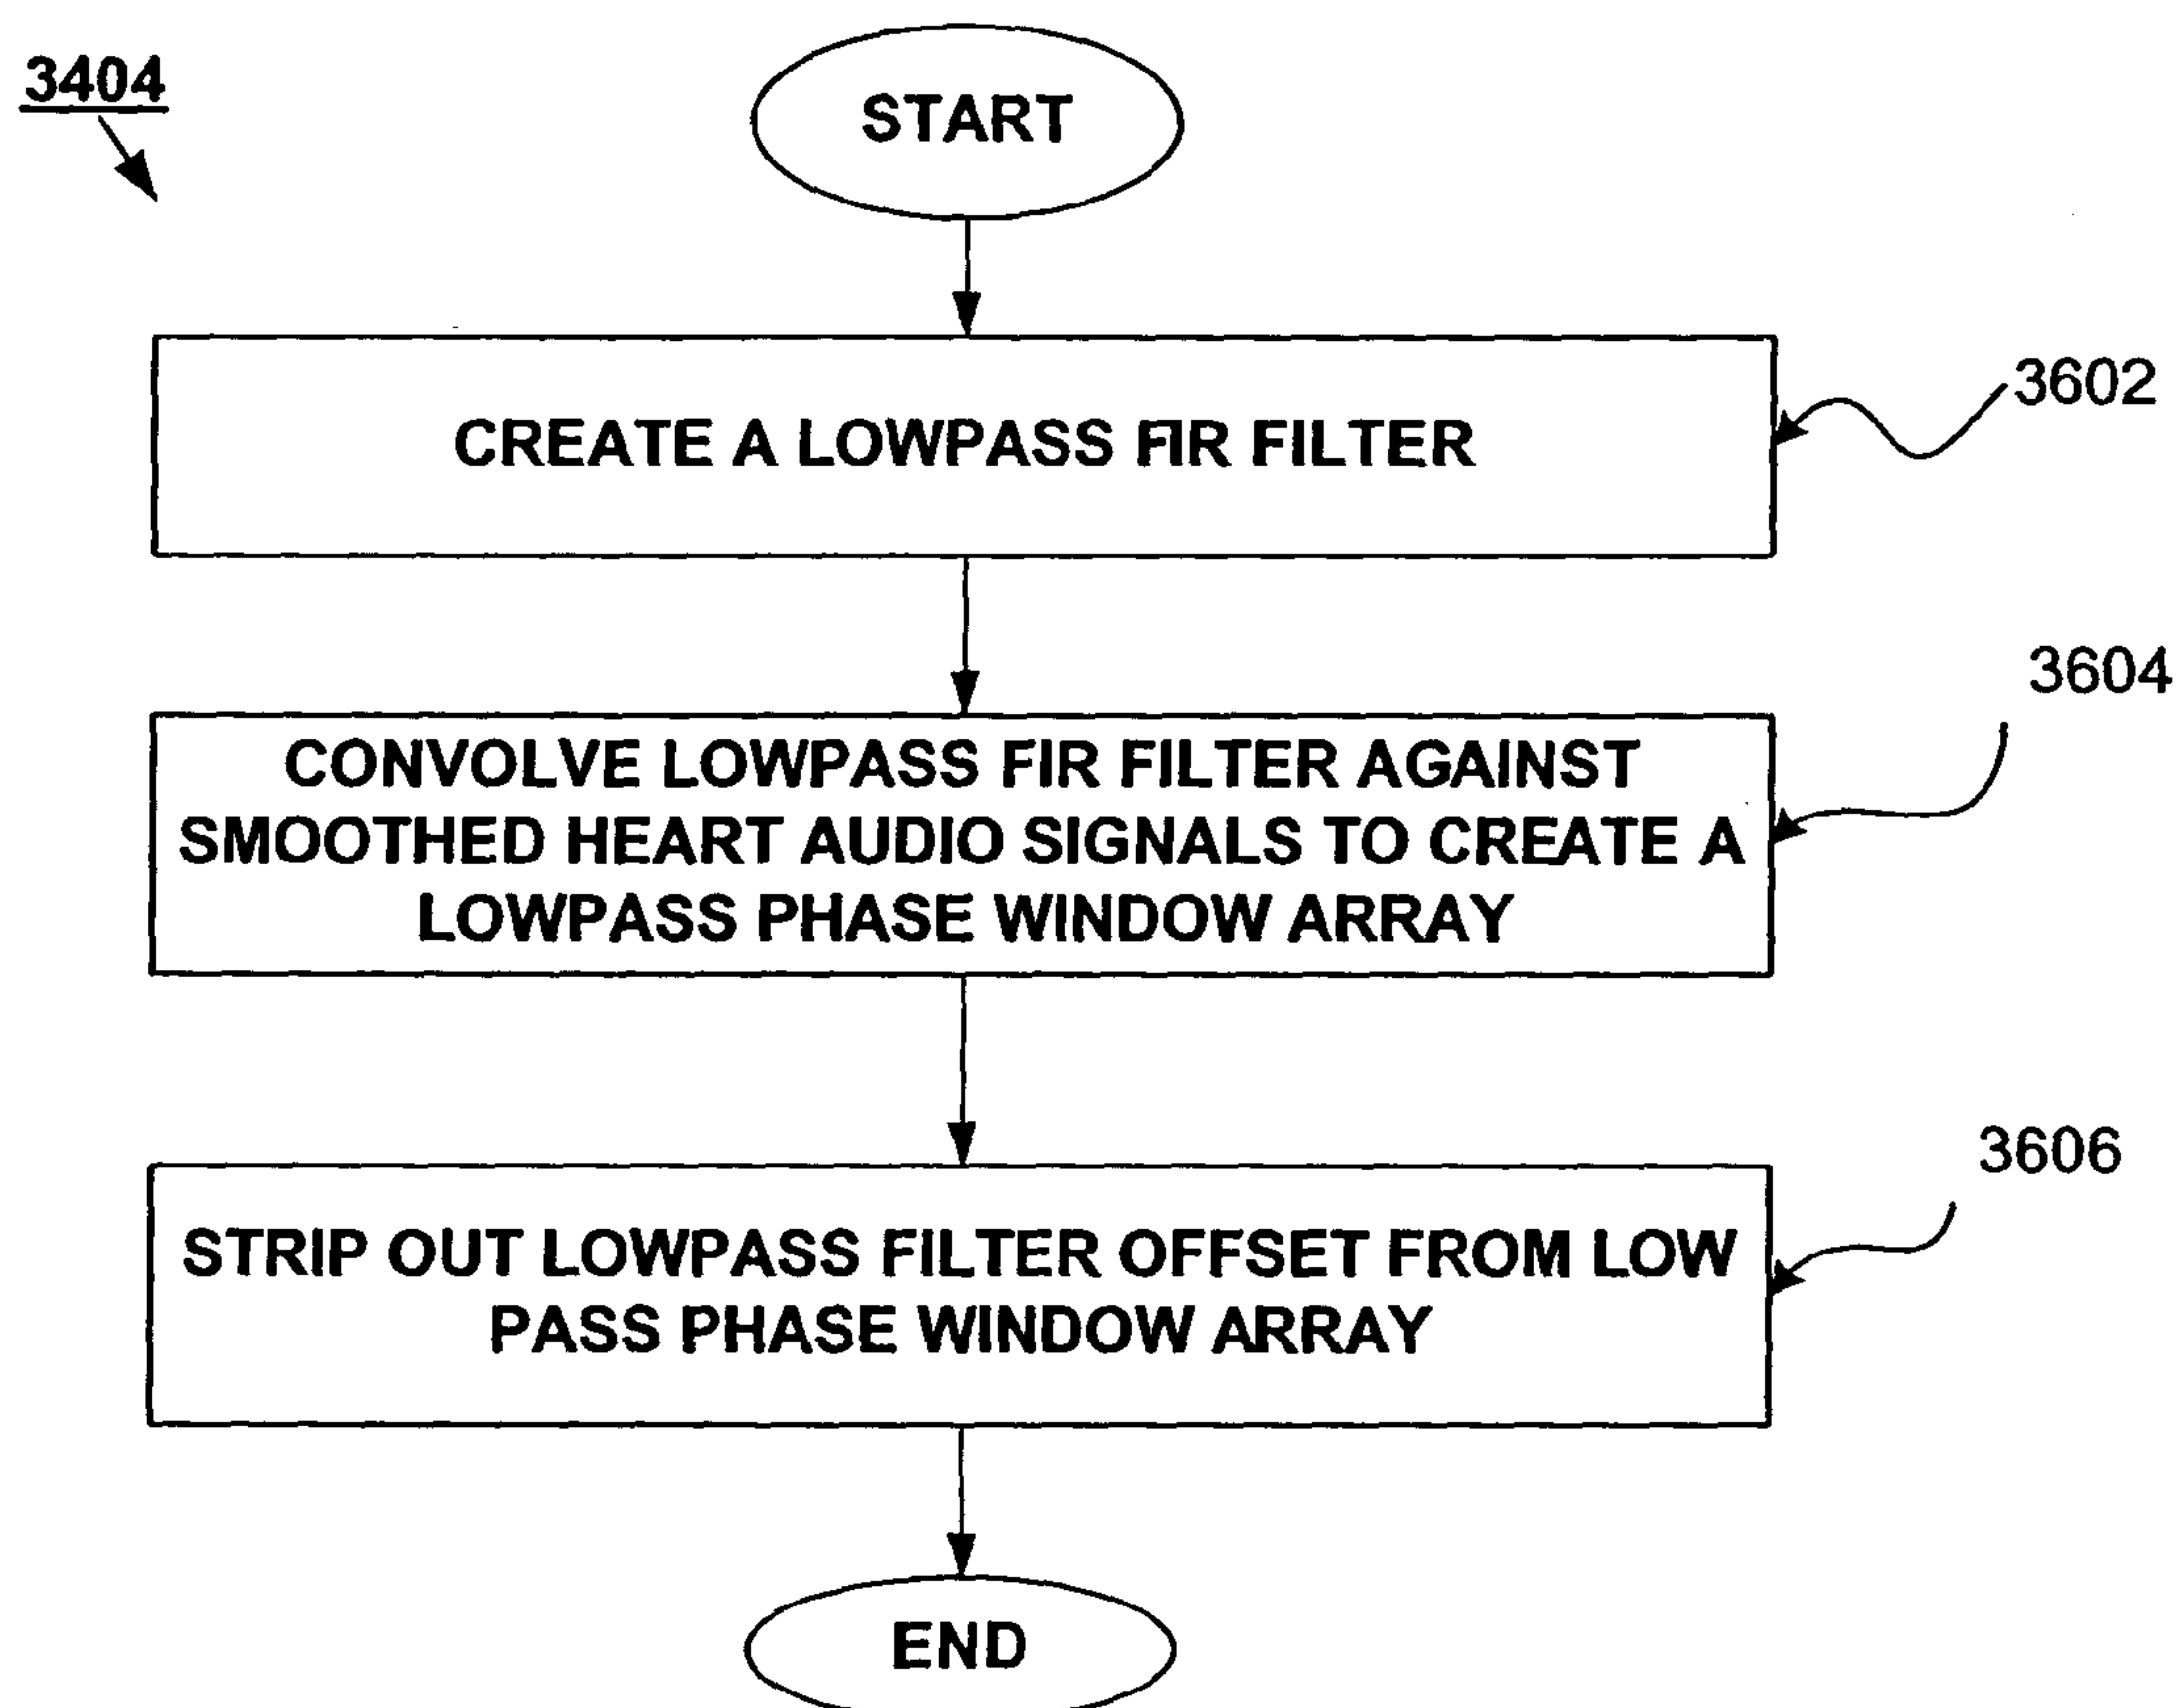 3404
START
CREATE A LOWPASS FIR FILTER
3602
3604
CONVOLVE LOWPASS FIR FILTER AGAINST
SMOOTHED HEART AUDIO SIGNALS TO CREATE A
LOWPASS PHASE WINDOW ARRAY
3606
STRIP OUT LOWPASS FILTER OFFSET FROM LOW
PASS PHASE WINDOW ARRAY
END